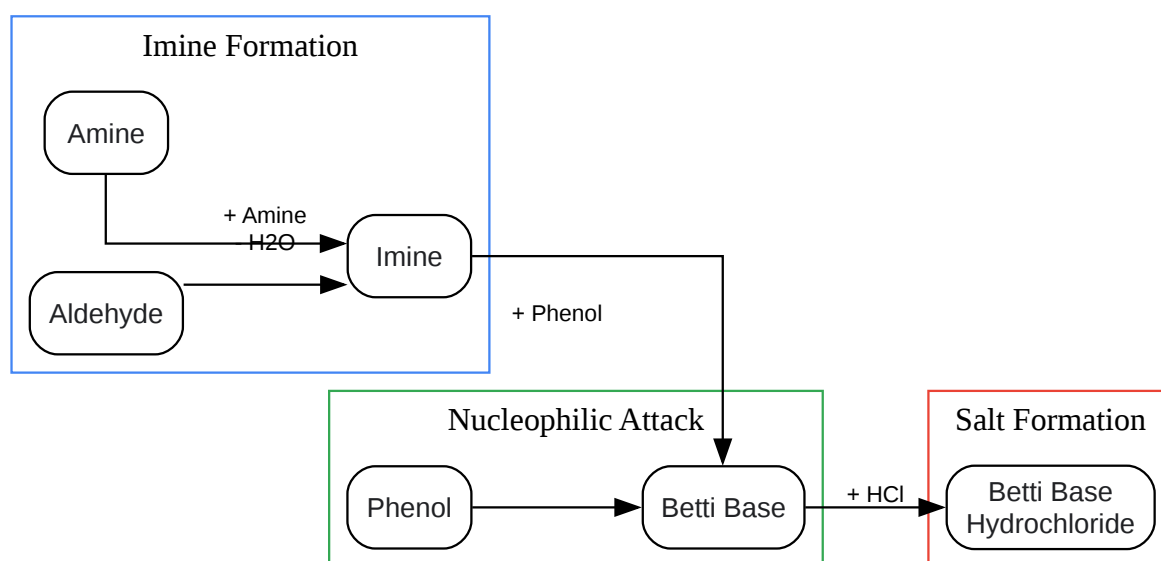 Imine Formation
Amine
+ Amine
- H2O
Imine
Aldehyde
+ Phenol
Nucleophilic Attack
Salt Formation
Phenol
Betti Base
+ HCl
Betti Base
Hydrochloride